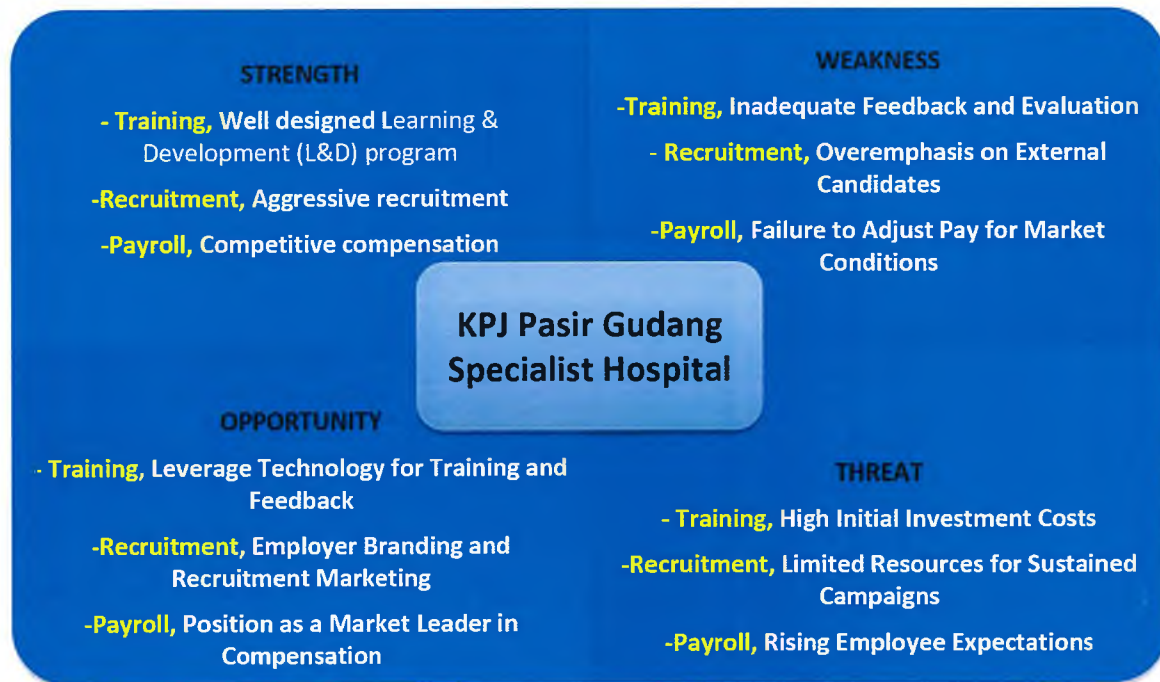 STRENGTH
- Training, Well designed Learning &
Development (L&D) program
-Recruitment, Aggressive recruitment
-Payroll, Competitive compensation
WEAKNESS
-Training, Inadequate Feedback and Evaluation
- Recruitment, Overemphasis on External
Candidates
-Payroll, Failure to Adjust Pay for Market
Conditions
KPJ Pasir Gudang
Specialist Hospital
OPPORTUNITY
- Training, Leverage Technology for Training and
Feedback
-Recruitment, Employer Branding and
Recruitment Marketing
-Payroll, Position as a Market Leader in
Compensation
THREAT
- Training, High Initial Investment Costs
-Recruitment, Limited Resources for Sustained
Campaigns
-Payroll, Rising Employee Expectations